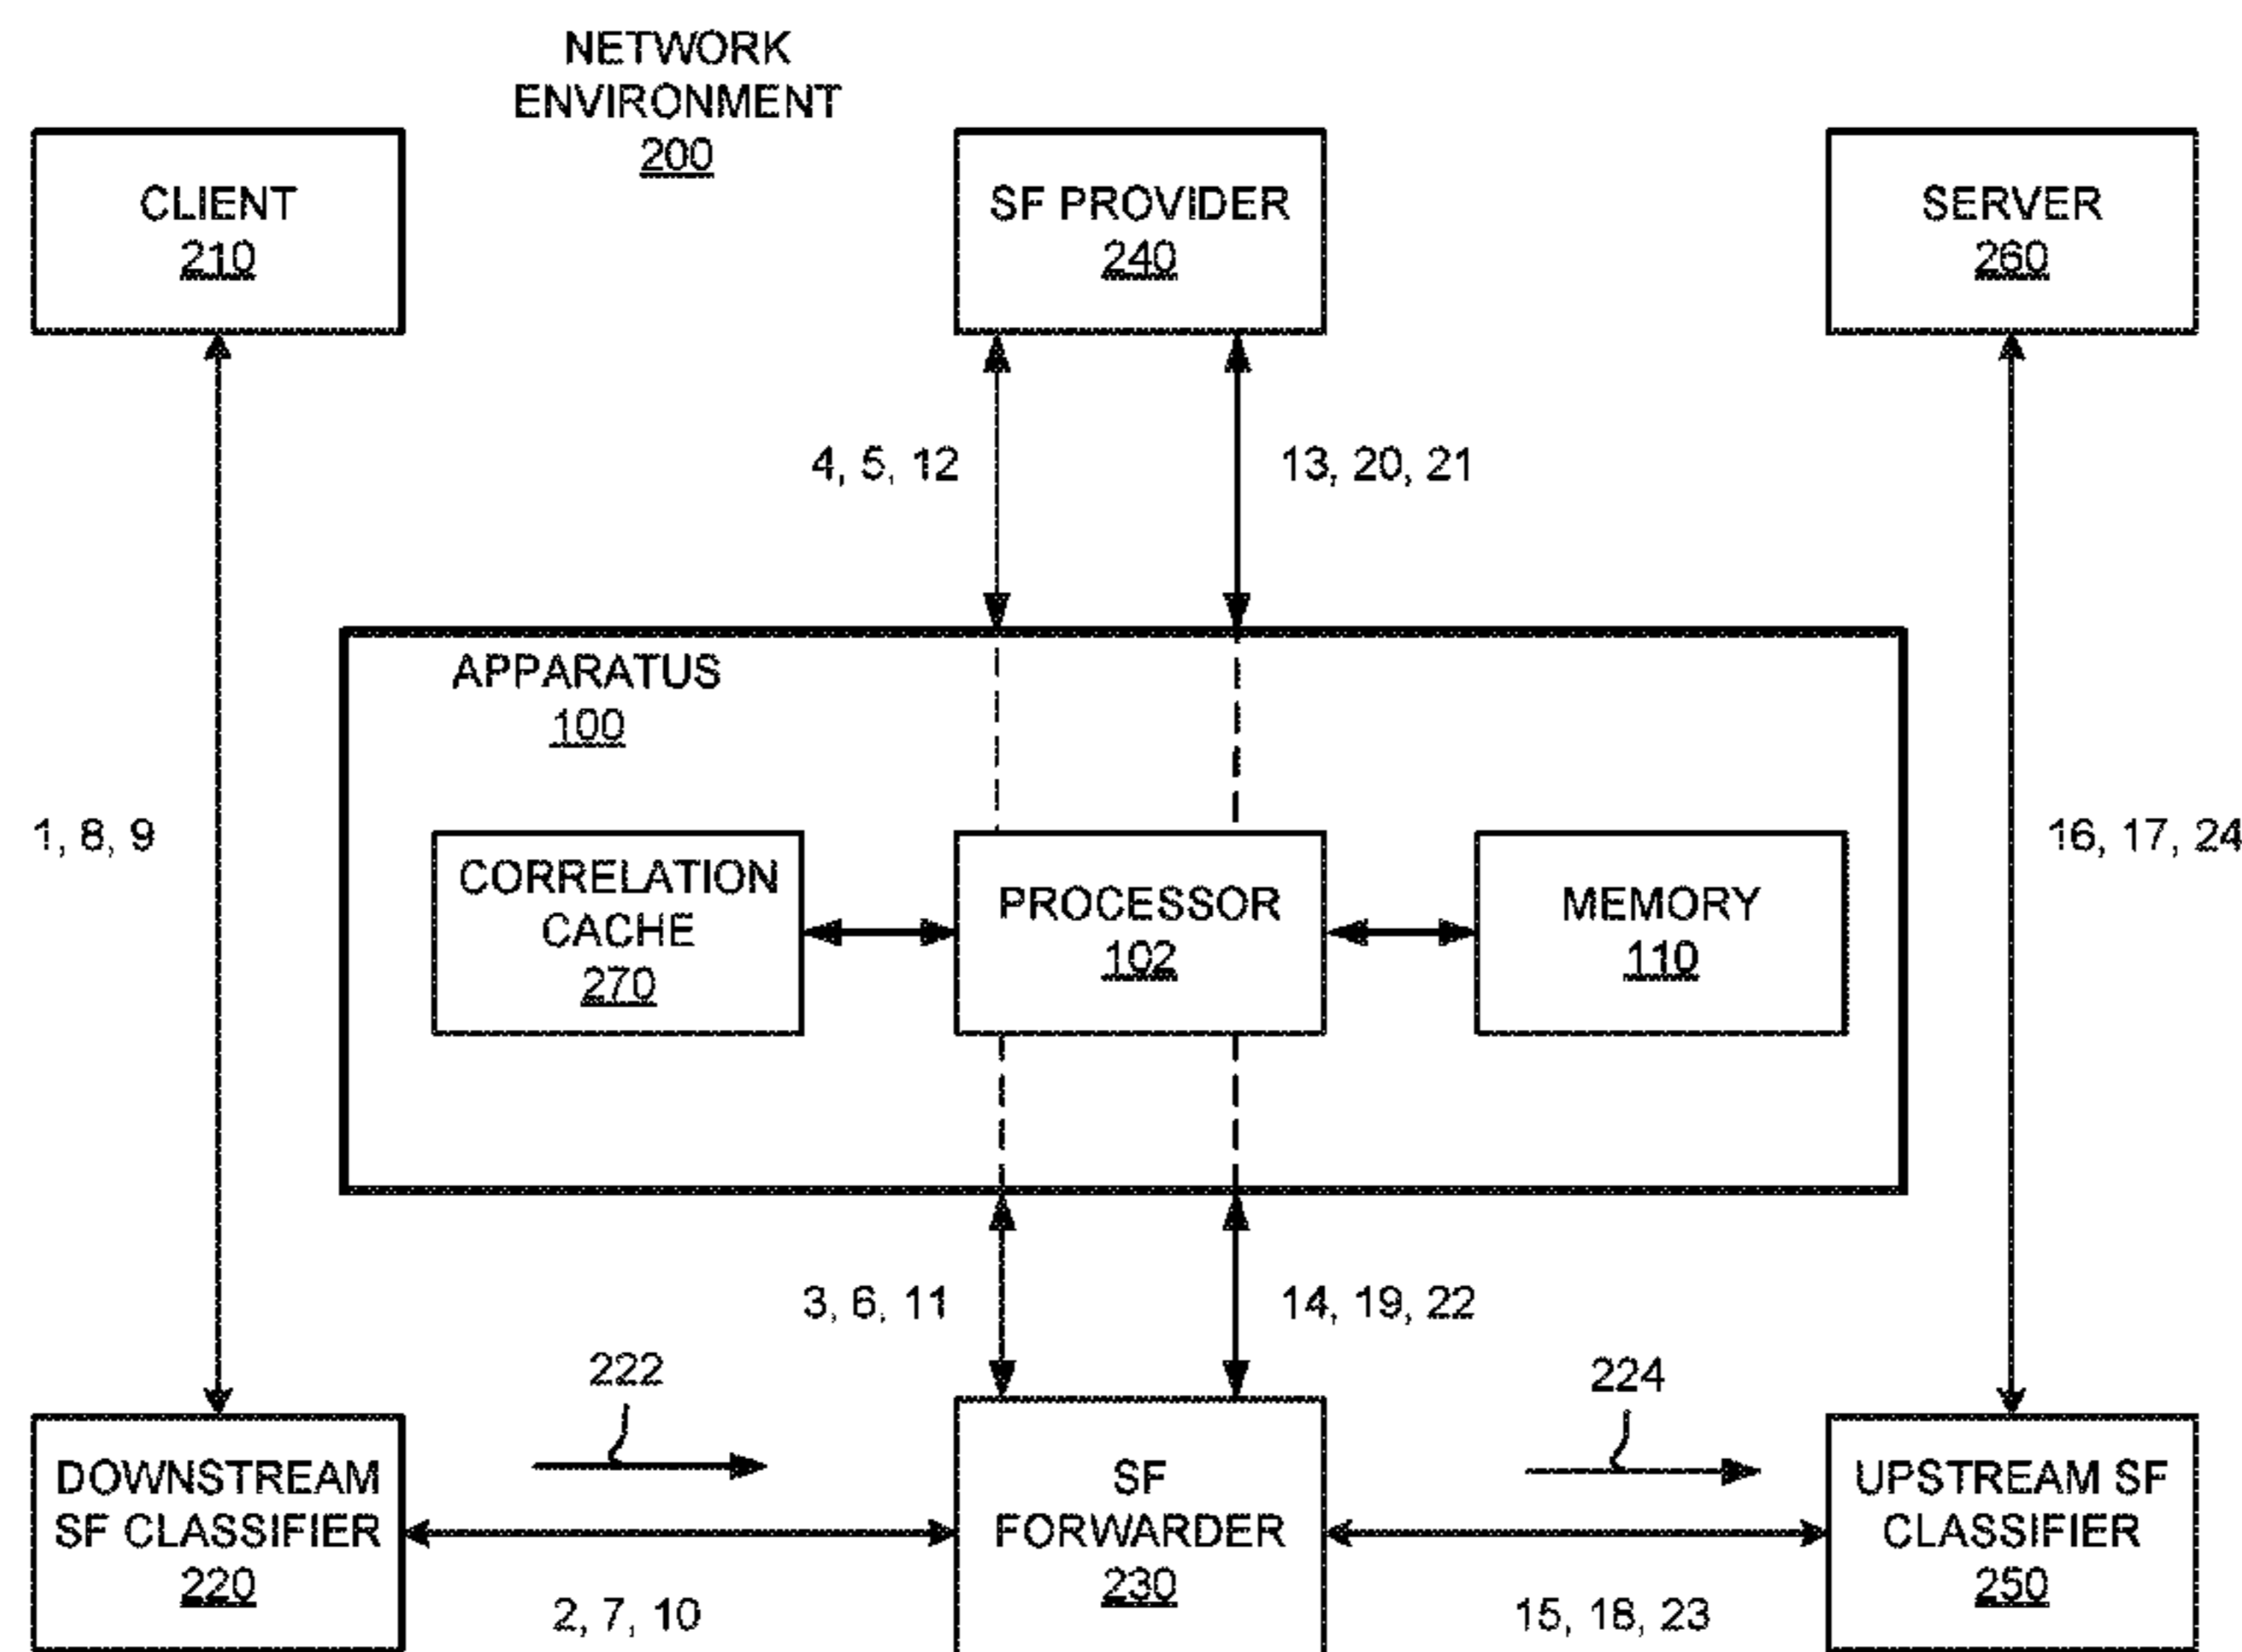 NETWORK
ENVIRONMENT
200
CLIENT
210
SF PROVIDER
240
SERVER
260
4, 5, 12
13, 20, 21
APPARATUS
100
1, 8, 9
16, 17, 24
CORRELATION
CACHE
270
PROCESSOR
102
MEMORY
110
3, 6, 11
14, 19, 22
222
224
DOWNSTREAM
SF CLASSIFIER
220
SF
FORWARDER
230
UPSTREAM SF
CLASSIFIER
250
2, 7, 10
15, 18, 23